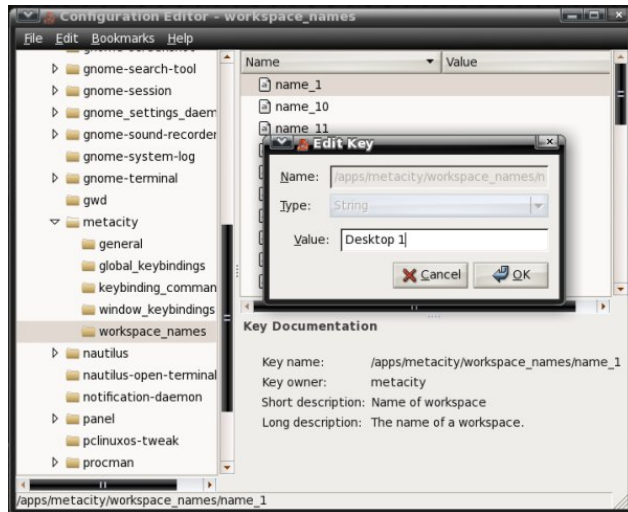 Configuration Editor - workspace_names
File Edit Bookmarks Help
gnome-search-tool
gnome-session
gnome_settings_daem
gnome-sound-recorder
gnome-system-log
gnome-terminal
gwd
metacity
general
global_keybindings
keybinding_comman
window_keybindings
workspace_names
nautilus
nautilus-open-terminal
notification-daemon
panel
pclinuxos-tweak
procman
Name Value
name_1
name_10
name_11
Edit Key
Name: /apps/metacity/workspace_names/n
Type: String
Value: Desktop 1
Cancel OK
Key Documentation
Key name: /apps/metacity/workspace_names/name_1
Key owner: metacity
Short description: Name of workspace
Long description: The name of a workspace.
/apps/metacity/workspace_names/name_1